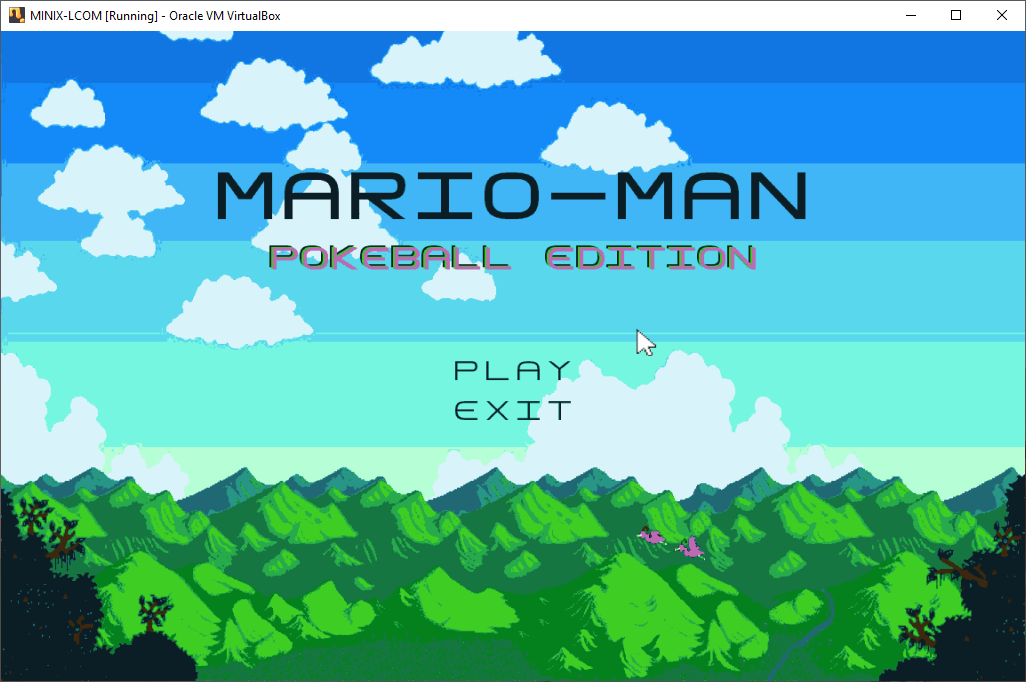 MINIX-LCOM [Running] - Oracle VM VirtualBox
MARIO-MAN
POKEBALL EDITION
PLAY
EXIT